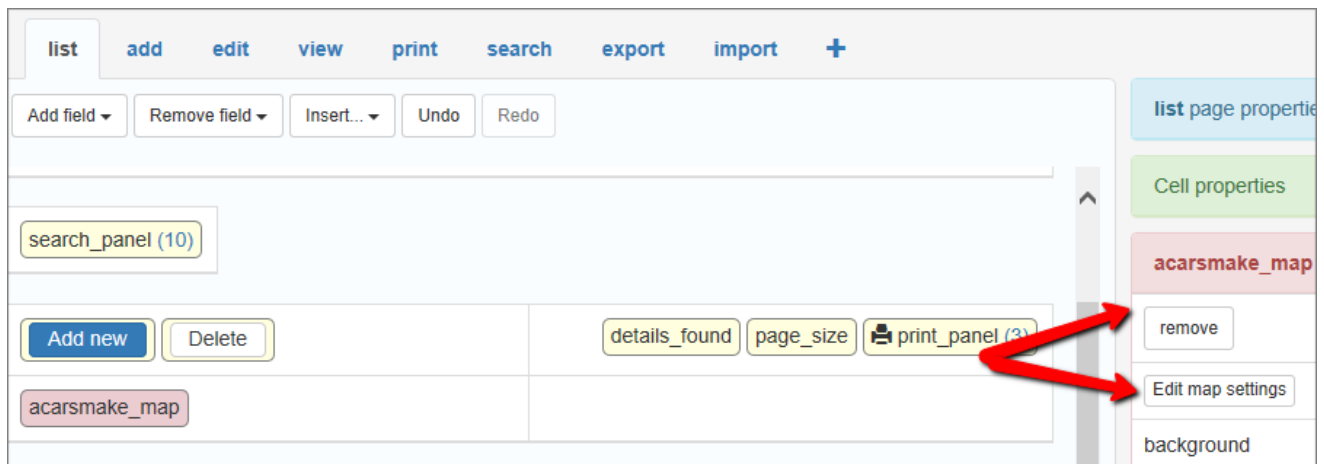 list add edit view print search export import +
Add field Remove field Insert... Undo Redo
list page propertie
Cell properties
search_panel (10)
acarsmake_map
Add new Delete details_found page_size print_panel (3)
remove
acarsmake_map
Edit map settings
background